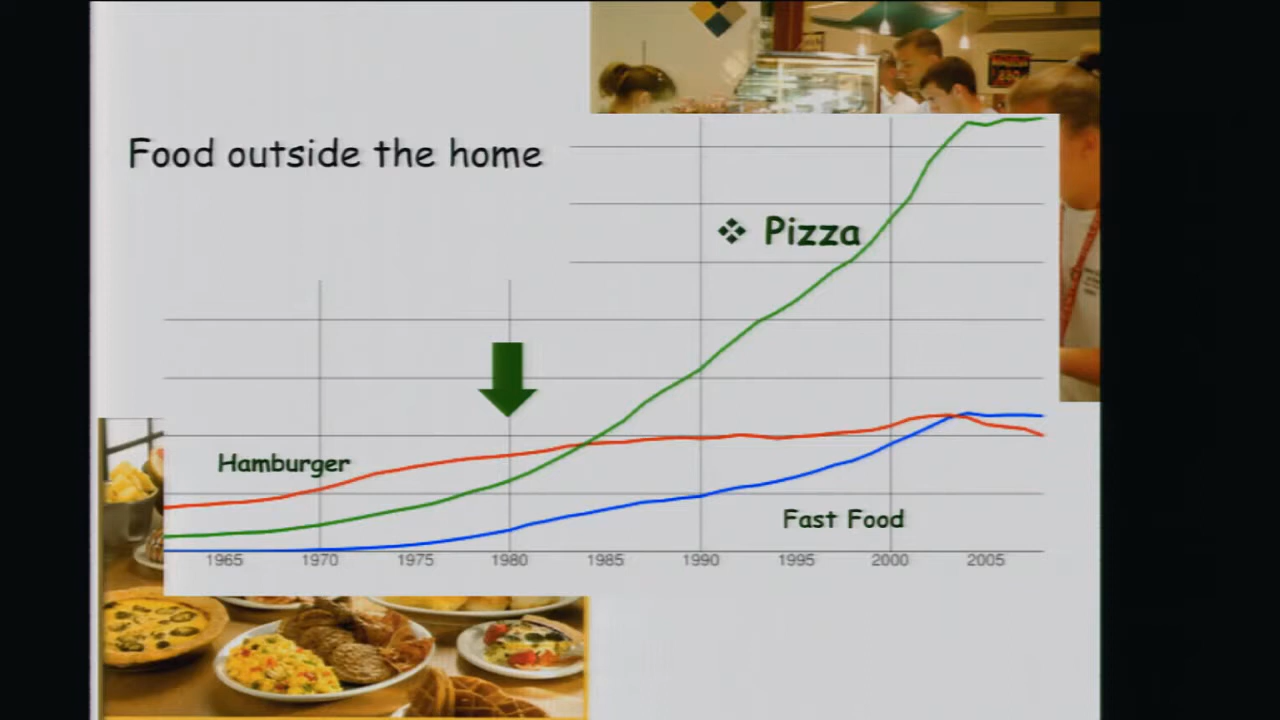 Food outside the home
❖ Pizza
Hamburger
Fast Food
1965 1970 1975 1980 1985 1990 1995 2000 2005